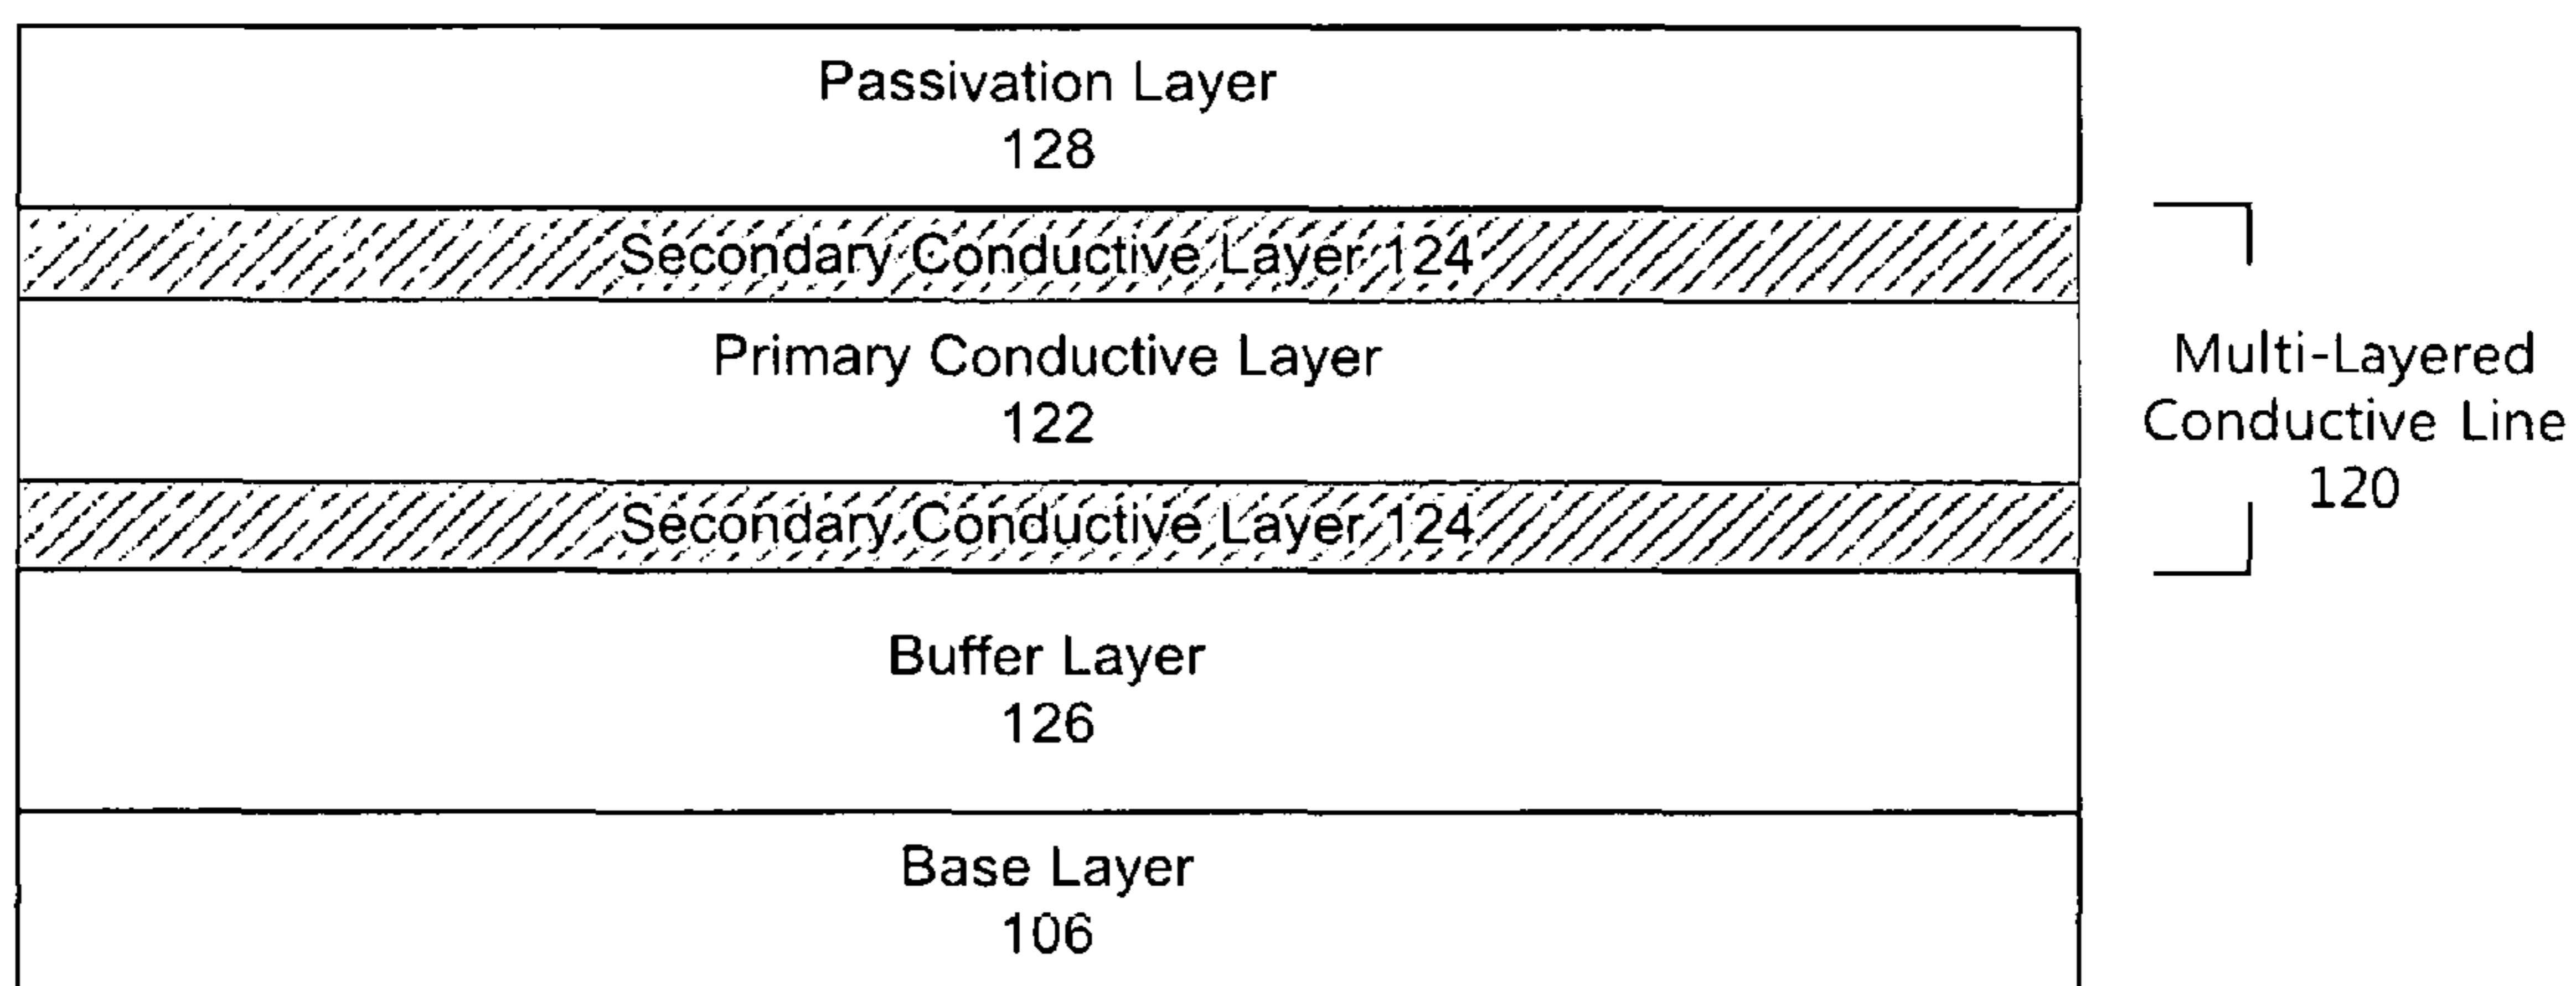 Passivation Layer
128
Secondary Conductive Layer 124
Primary Conductive Layer
122
Secondary Conductive Layer 124
Buffer Layer
126
Base Layer
106
Multi-Layered
Conductive Line
120